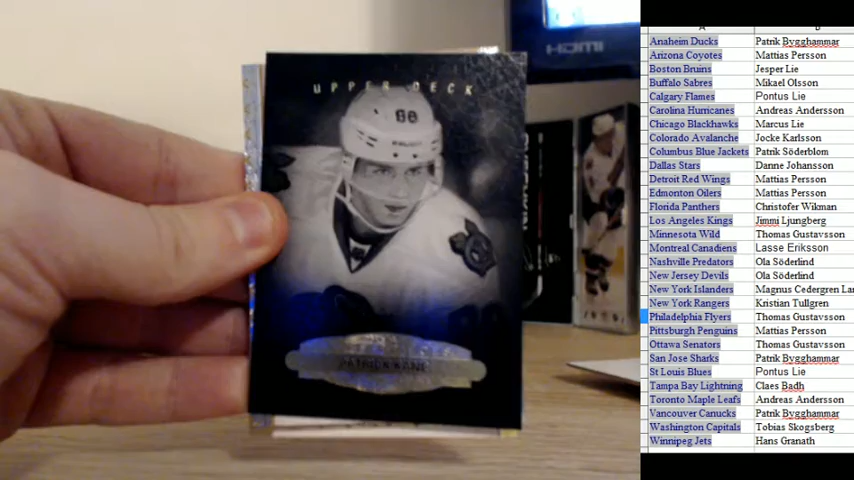 HDMI
UPPER DECK
88
PATRICK KANE
Anaheim Ducks Patrik Bygghammar
Arizona Coyotes Mattias Persson
Boston Bruins Jesper Lie
Buffalo Sabres Mikael Olsson
Calgary Flames Pontus Lie
Carolina Hurricanes Andreas Andersson
Chicago Blackhawks Marcus Lie
Colorado Avalanche Jocke Karlsson
Columbus Blue Jackets Patrik Söderblom
Dallas Stars Danne Johansson
Detroit Red Wings Mattias Persson
Edmonton Oilers Mattias Persson
Florida Panthers Christofer Wikman
Los Angeles Kings Jimmi Ljungberg
Minnesota Wild Thomas Gustavsson
Montreal Canadiens Lasse Eriksson
Nashville Predators Ola Söderlind
New Jersey Devils Ola Söderlind
New York Islanders Magnus Cedergren Lar
New York Rangers Kristian Tullgren
Philadelphia Flyers Thomas Gustavsson
Pittsburgh Penguins Mattias Persson
Ottawa Senators Thomas Gustavsson
San Jose Sharks Patrik Bygghammar
St Louis Blues Pontus Lie
Tampa Bay Lightning Claes Badh
Toronto Maple Leafs Andreas Andersson
Vancouver Canucks Patrik Bygghammar
Washington Capitals Tobias Skogsberg
Winnipeg Jets Hans Granath